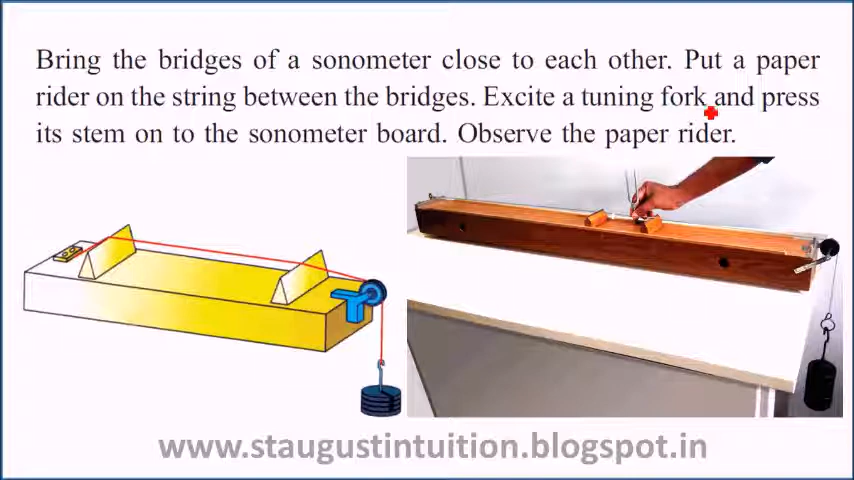 Bring the bridges of a sonometer close to each other. Put a paper
rider on the string between the bridges. Excite a tuning fork and press
its stem on to the sonometer board. Observe the paper rider.
www.staugustintuition.blogspot.in